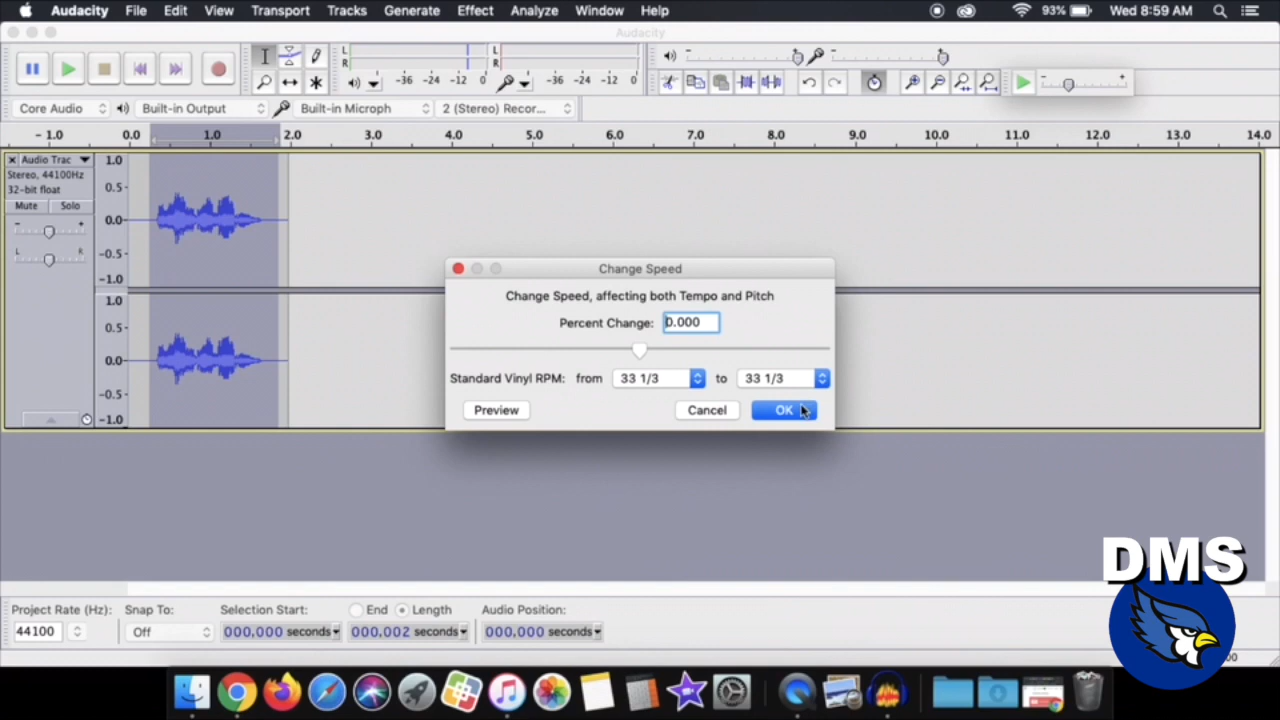 Audacity File Edit View Transport Tracks Generate Effect Analyze Window Help 93% Wed 8:59 AM
Audacity
L R -36 -24 -12 0 L R -36 -24 -12 0
Core Audio Built-in Output Built-in Microph 2 (Stereo) Recor...
- 1.0 0.0 1.0 2.0 3.0 4.0 5.0 6.0 7.0 8.0 9.0 10.0 11.0 12.0 13.0 14.0
Audio Trac 1.0
Stereo, 44100Hz
32-bit float 0.5-
Mute Solo
- + 0.0-
L R -0.5-
-1.0
1.0
0.5-
0.0-
-0.5-
-1.0
Change Speed
Change Speed, affecting both Tempo and Pitch
Percent Change: 0.000
Standard Vinyl RPM: from 33 1/3 to 33 1/3
Preview Cancel OK
DMS
Project Rate (Hz): Snap To: Selection Start: End Length Audio Position:
44100 Off 000,000 seconds 000,002 seconds 000,000 seconds